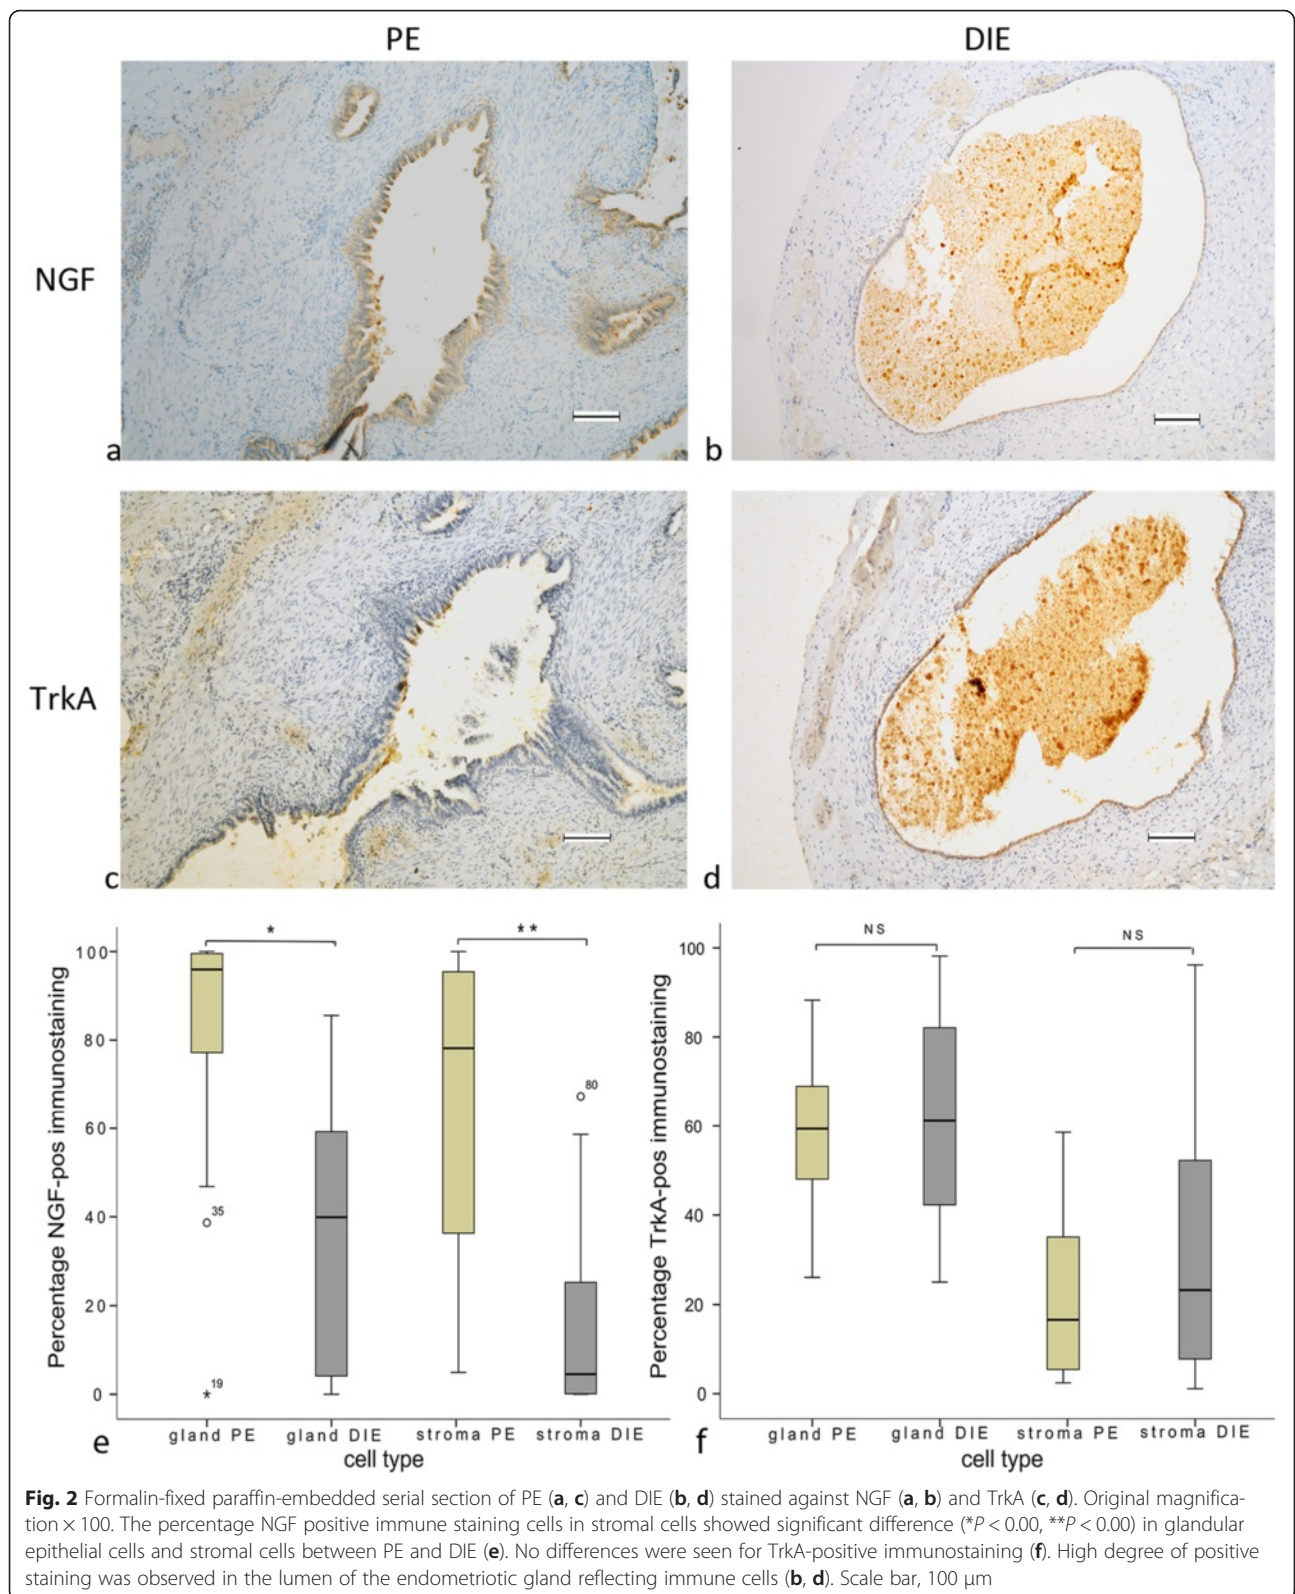 PE
DIE
NGF
a
b
TrkA
c
d
Percentage NGF-pos immunostaining
100
80
60
40
20
0
*
**
35
*
19
80
gland PE
gland DIE
stroma PE
stroma DIE
cell type
e
Percentage TrkA-pos immunostaining
100
80
60
40
20
0
NS
NS
gland PE
gland DIE
stroma PE
stroma DIE
cell type
f
Fig. 2 Formalin-fixed paraffin-embedded serial section of PE (a, c) and DIE (b, d) stained against NGF (a, b) and TrkA (c, d). Original magnifica-
tion × 100. The percentage NGF positive immune staining cells in stromal cells showed significant difference (*P < 0.00, **P < 0.00) in glandular
epithelial cells and stromal cells between PE and DIE (e). No differences were seen for TrkA-positive immunostaining (f). High degree of positive
staining was observed in the lumen of the endometriotic gland reflecting immune cells (b, d). Scale bar, 100 μm